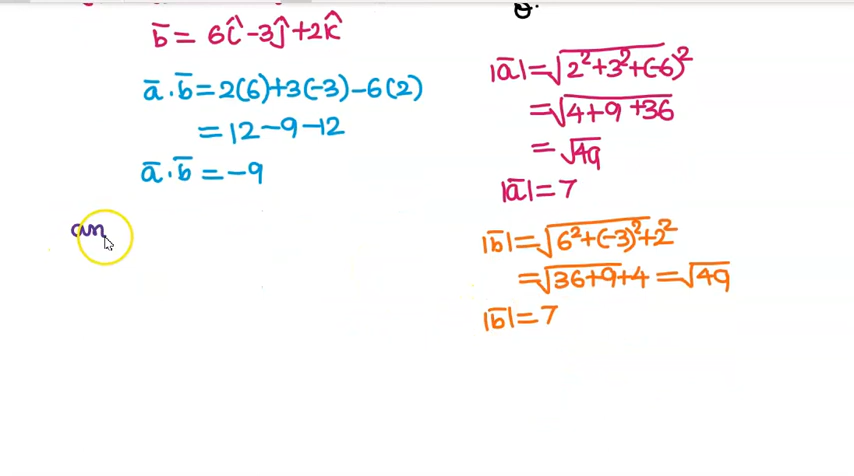 b̅ = 6î -3ĵ +2k̂
a̅ . b̅ = 2(6)+3(-3)-6(2)
= 12-9-12
a̅ . b̅ = -9
an
θ.
|a̅| = √2²+3²+(-6)²
= √4+9+36
= √49
|a̅| = 7
|b̅| = √6²+(-3)²+2²
= √36+9+4 = √49
|b̅| = 7